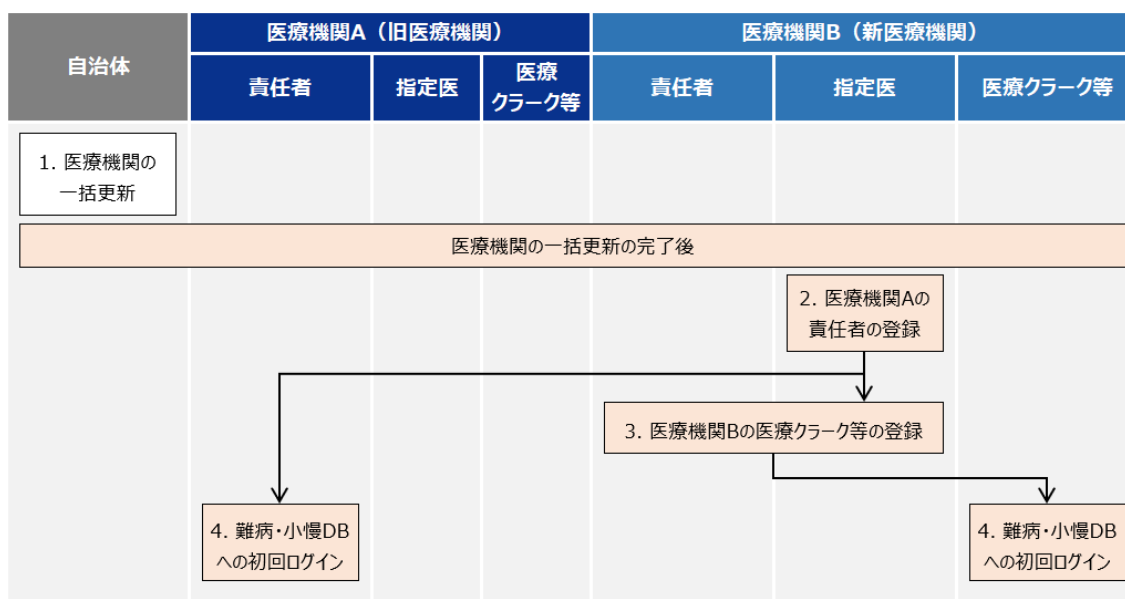 自治体
医療機関A（旧医療機関）
医療機関B（新医療機関）
責任者
指定医
医療
クラーク等
責任者
指定医
医療クラーク等
1. 医療機関の
一括更新
医療機関の一括更新の完了後
2. 医療機関Aの
責任者の登録
3. 医療機関Bの医療クラーク等の登録
4. 難病・小慢DB
への初回ログイン
4. 難病・小慢DB
への初回ログイン